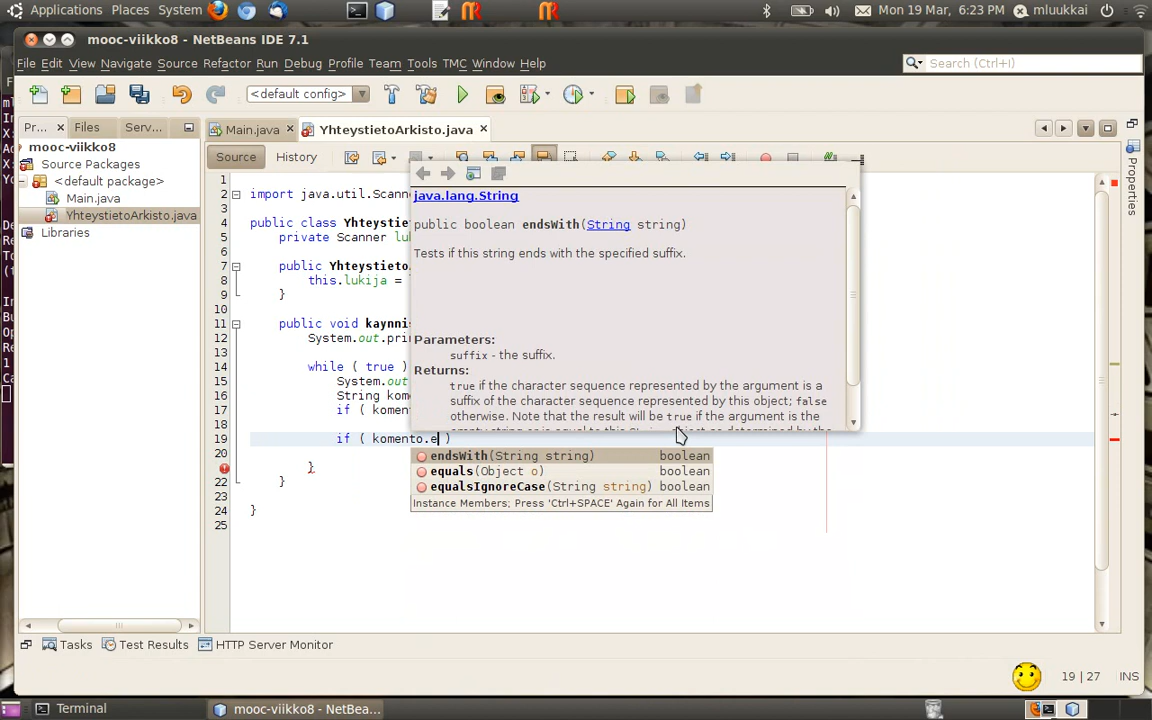 Applications Places System Mon 19 Mar, 6:23 PM mluukkai
mooc-viikko8 - NetBeans IDE 7.1
File Edit View Navigate Source Refactor Run Debug Profile Team Tools TMC Window Help
Search (Ctrl+I)
<default config>
Pr... Files Serv...
Main.java YhteystietoArkisto.java
mooc-viikko8
Source Packages
<default package>
Main.java
YhteystietoArkisto.java
Libraries
Source History
Properties
1
2 import java.util.Scann
3
4 public class Yhteystie
5 private Scanner lu
6
7 public Yhteystieto
8 this.lukija =
9 }
10
11 public void kaynni
12 System.out.pri
13
14 while ( true )
15 System.out
16 String kom
17 if ( komen
18
19 if ( komento.e )
20
}
22 }
23
24 }
25
java.lang.String
public boolean endsWith(String string)
Tests if this string ends with the specified suffix.
Parameters:
suffix - the suffix.
Returns:
true if the character sequence represented by the argument is a
suffix of the character sequence represented by this object; false
otherwise. Note that the result will be true if the argument is the
endsWith(String string) boolean
equals(Object o) boolean
equalsIgnoreCase(String string) boolean
Instance Members; Press 'Ctrl+SPACE' Again for All Items
Tasks Test Results HTTP Server Monitor
19 | 27 INS
Terminal mooc-viikko8 - NetBea...